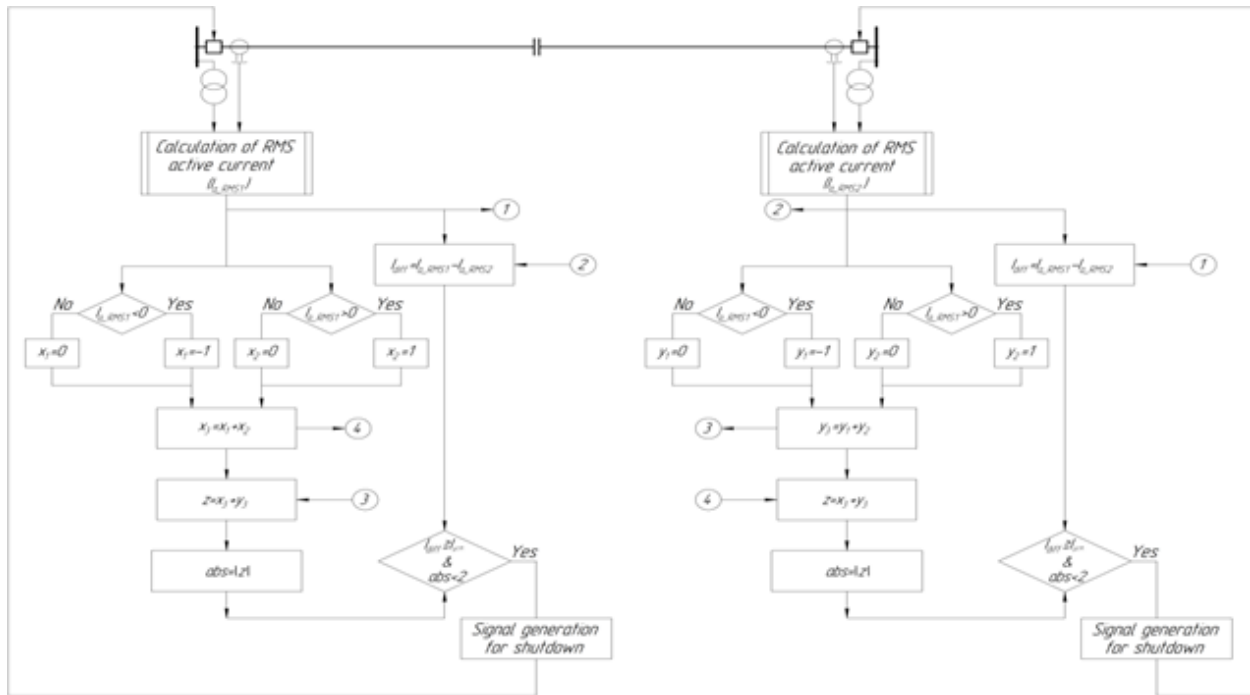 Calculation of RMS
active current
(Iₐ_RMS1)
Calculation of RMS
active current
(Iₐ_RMS2)
1
2
Idiff=Iₐ_RMS1-Iₐ_RMS2
2
Idiff=Iₐ_RMS1-Iₐ_RMS2
1
No
Iₐ_RMS1<0
Yes
No
Iₐ_RMS1>0
Yes
No
Iₐ_RMS1<0
Yes
No
Iₐ_RMS1>0
Yes
x₁=0
x₁=-1
x₂=0
x₂=1
y₁=0
y₁=-1
y₂=0
y₂=1
x₃=x₁+x₂
4
3
y₃=y₁+y₂
z=x₃+y₃
3
4
z=x₃+y₃
abs=|z|
Idiff≥
&
abs<2
Yes
abs=|z|
Idiff≥
&
abs<2
Yes
Signal generation
for shutdown
Signal generation
for shutdown